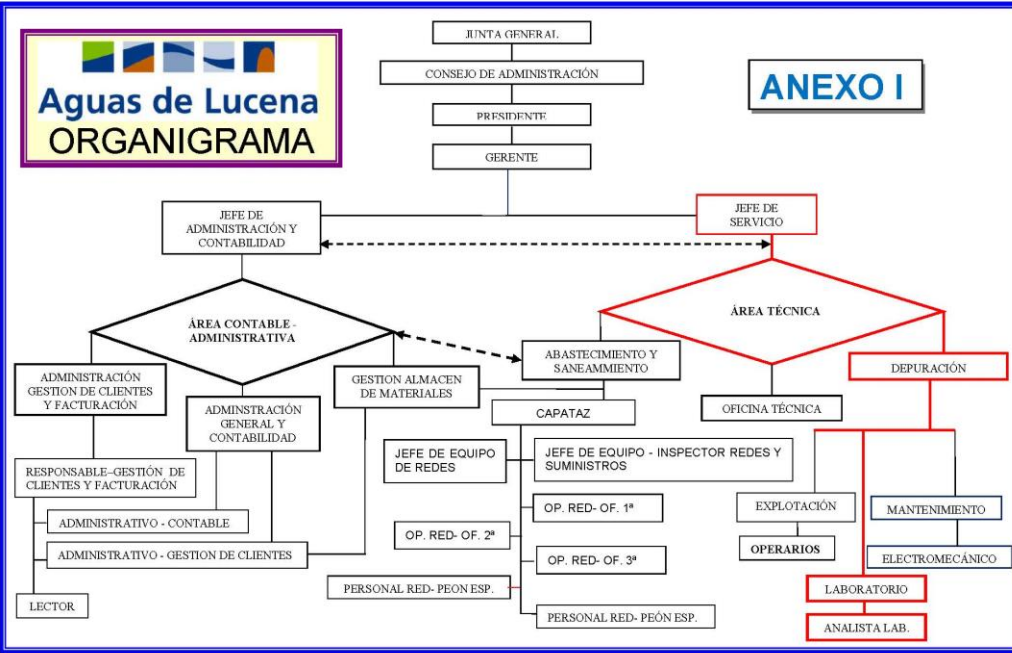 JUNTA GENERAL
CONSEJO DE ADMINISTRACIÓN
PRESIDENTE
GERENTE
Aguas de Lucena
ORGANIGRAMA
ANEXO I
JEFE DE
ADMINISTRACIÓN Y
CONTABILIDAD
JEFE DE
SERVICIO
ÁREA CONTABLE -
ADMINISTRATIVA
ÁREA TÉCNICA
ADMINISTRACIÓN
GESTION DE CLIENTES
Y FACTURACIÓN
ADMINSTRACIÓN
GENERAL Y
CONTABILIDAD
GESTION ALMACEN
DE MATERIALES
ABASTECIMIENTO Y
SANEAMMIENTO
OFICINA TÉCNICA
DEPURACIÓN
CAPATAZ
JEFE DE EQUIPO
DE REDES
JEFE DE EQUIPO - INSPECTOR REDES Y
SUMINISTROS
RESPONSABLE–GESTIÓN DE
CLIENTES Y FACTURACIÓN
ADMINISTRATIVO - CONTABLE
ADMINISTRATIVO - GESTION DE CLIENTES
LECTOR
OP. RED- OF. 1ª
OP. RED- OF. 2ª
OP. RED- OF. 3ª
PERSONAL RED- PEON ESP.
PERSONAL RED- PEÓN ESP.
EXPLOTACIÓN
OPERARIOS
MANTENIMIENTO
ELECTROMECÁNICO
LABORATORIO
ANALISTA LAB.